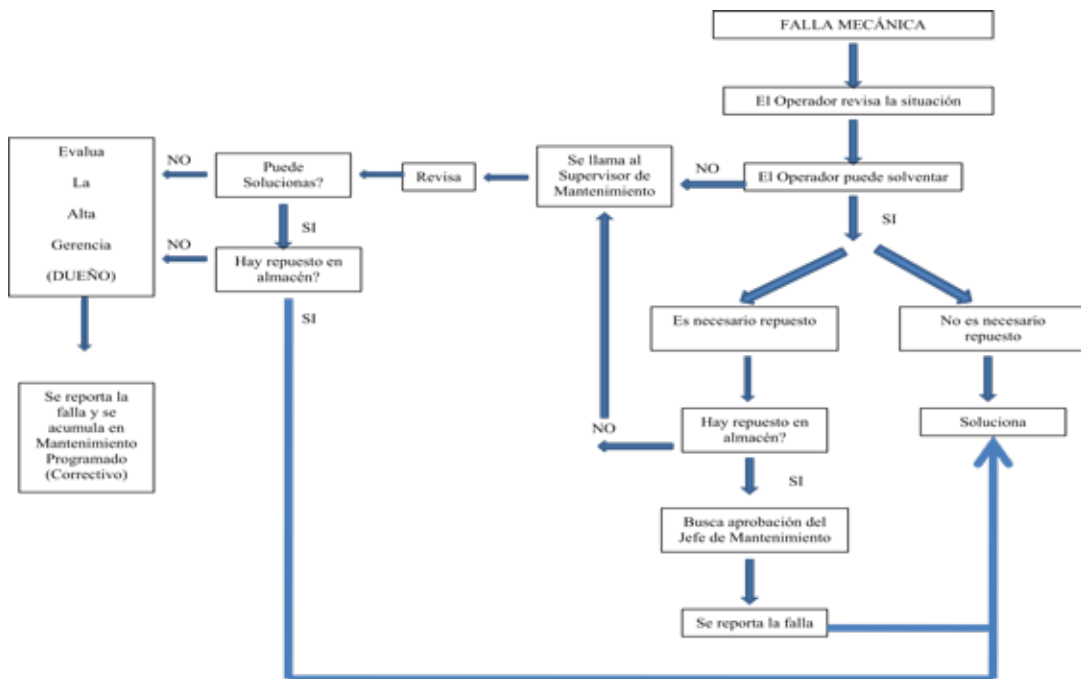 FALLA MECÁNICA
El Operador revisa la situación
El Operador puede solventar
NO
Se llama al
Supervisor de
Mantenimiento
Revisa
Puede
Solucionas?
NO
Evalua
La
Alta
Gerencia
(DUEÑO)
SI
Hay repuesto en
almacén?
NO
SI
Se reporta la
falla y se
acumula en
Mantenimiento
Programado
(Correctivo)
SI
Es necesario repuesto
No es necesario
repuesto
Hay repuesto en
almacén?
NO
Soluciona
SI
Busca aprobación del
Jefe de Mantenimiento
Se reporta la falla